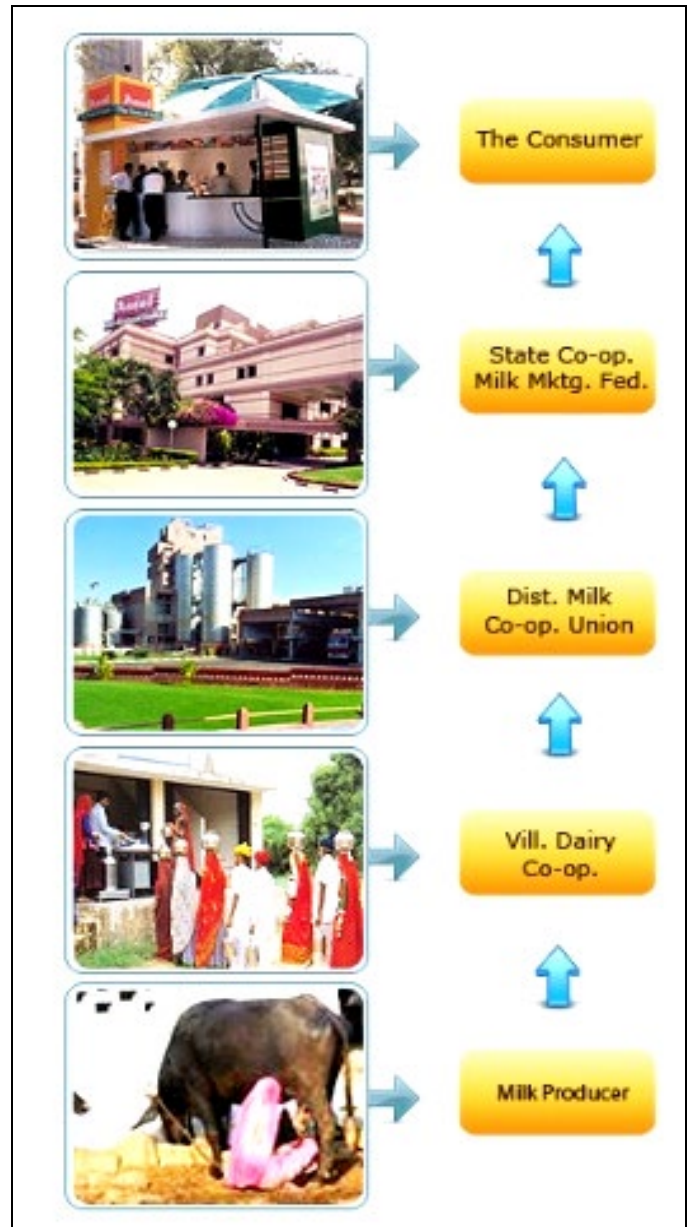 The Consumer
State Co-op.
Milk Mktg. Fed.
Dist. Milk
Co-op. Union
Vill. Dairy
Co-op.
Milk Producer